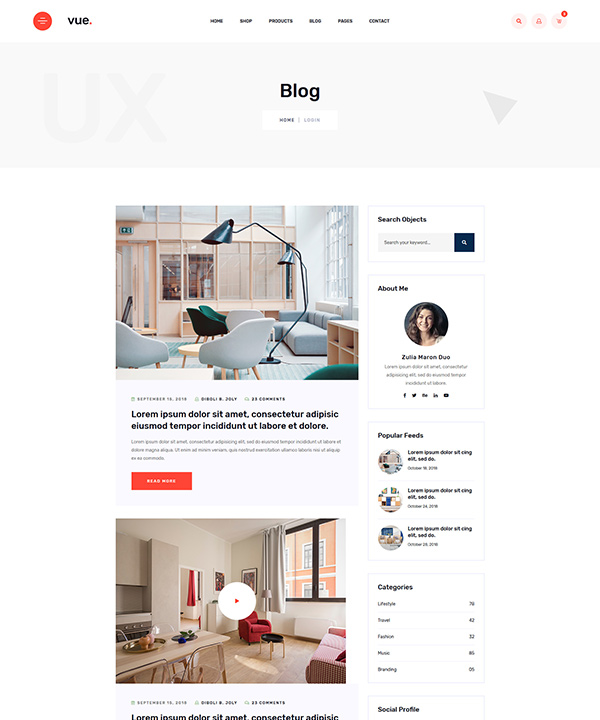 vue.
HOME SHOP PRODUCTS BLOG PAGES CONTACT
3
UX
Blog
HOME | LOGIN
SEPTEMBER 15, 2018 DIBOLI B. JOLY 23 COMMENTS
Lorem ipsum dolor sit amet, consectetur adipisic
eiusmod tempor incididunt ut labore et dolore.
Lorem ipsum dolor sit amet, consectetur adipisicing elit, sed do eiusmod tempor incididunt ut labore et dolore
magna aliqua. Ut enim ad minim veniam, quis nostrud exercitation ullamco laboris nisi ut aliquip
ex ea commodo.
READ MORE
SEPTEMBER 15, 2018 DIBOLI B. JOLY 23 COMMENTS
Lorem ipsum dolor sit amet, consectetur adipisic
Search Objects
Search your keyword...
About Me
Zulia Maron Duo
Lorem ipsum dolor sit amet, consectetur
adipisicing elit, sed do eiusmod tempor
incididunt ut labore.
Popular Feeds
Lorem ipsum dolor sit cing
elit, sed do.
October 18, 2018
Lorem ipsum dolor sit cing
elit, sed do.
October 24, 2018
Lorem ipsum dolor sit cing
elit, sed do.
October 28, 2018
Categories
Lifestyle 78
Travel 42
Fashion 32
Music 85
Branding 05
Social Profile